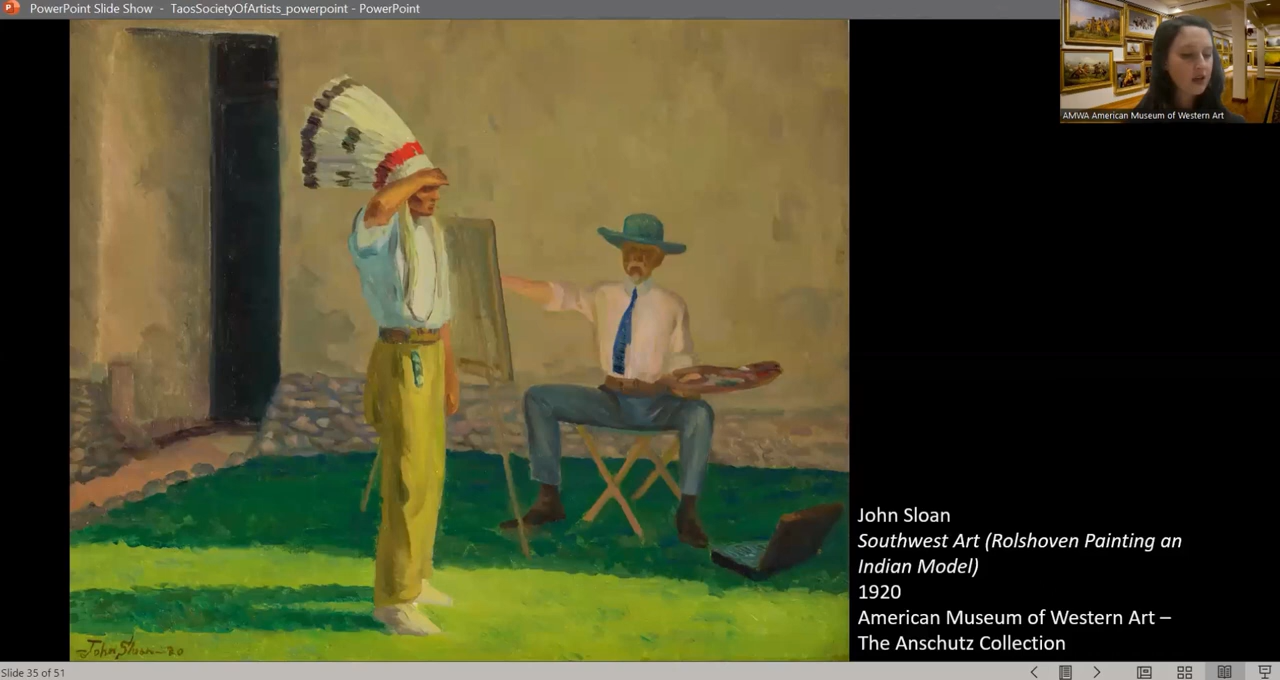 PowerPoint Slide Show - TaosSocietyOfArtists_powerpoint - PowerPoint
AMWA American Museum of Western Art
John Sloan
Southwest Art (Rolshoven Painting an
Indian Model)
1920
American Museum of Western Art –
The Anschutz Collection
John Sloan – 20
Slide 35 of 51